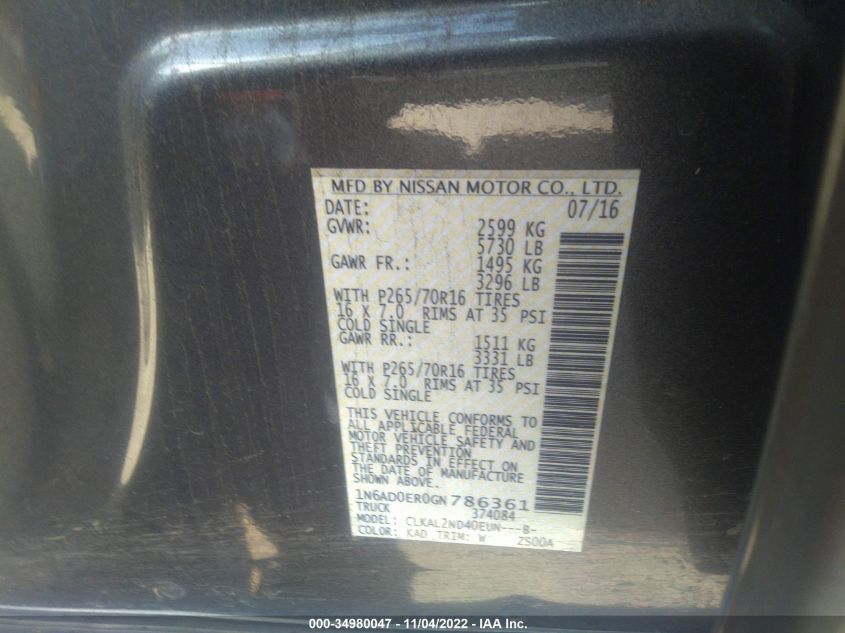 MFD BY NISSAN MOTOR CO., LTD.
DATE: 07/16
GVWR: 2599 KG
5730 LB
GAWR FR.: 1495 KG
3296 LB
WITH P265/70R16 TIRES
16 X 7.0 RIMS AT 35 PSI
COLD SINGLE
GAWR RR.: 1511 KG
3331 LB
WITH P265/70R16 TIRES
16 X 7.0 RIMS AT 35 PSI
COLD SINGLE
THIS VEHICLE CONFORMS TO
ALL APPLICABLE FEDERAL
MOTOR VEHICLE SAFETY AND
THEFT PREVENTION
STANDARDS IN EFFECT ON
THE DATE OF MANUFACTURE
SHOWN ABOVE.
1N6AD0ER0GN786361
TRUCK 374084
MODEL: CLKAL2ND40EUN---B-
COLOR: KAD TRIM: W 2S00A
000-34980047 - 11/04/2022 - IAA Inc.